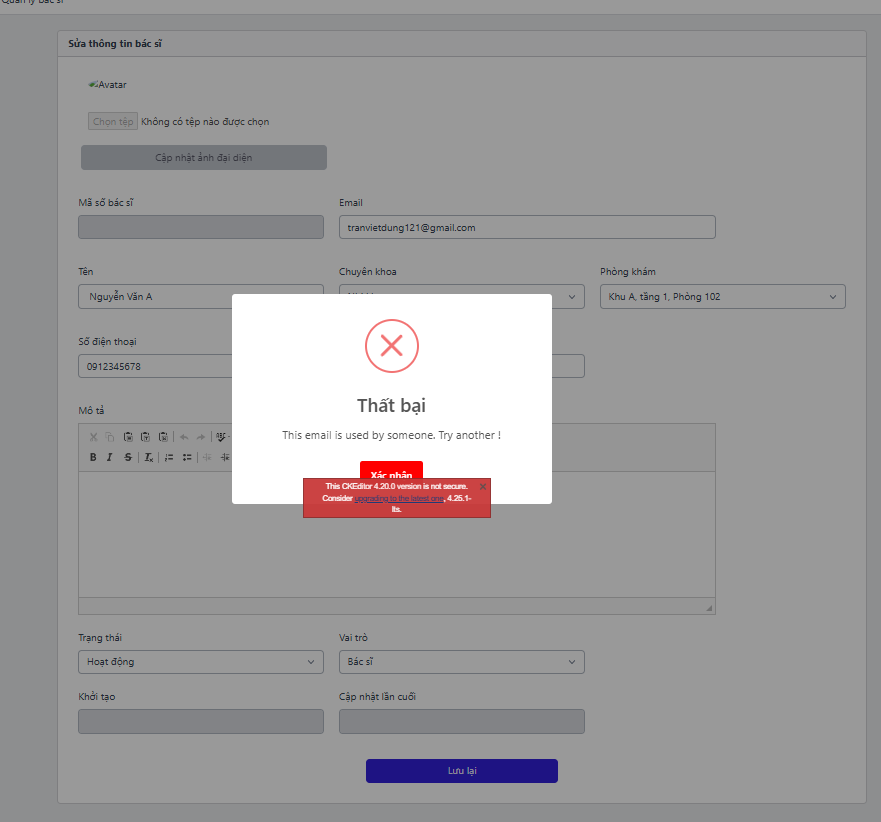 Quản lý bác sĩ
Sửa thông tin bác sĩ
Avatar
Chọn tệp Không có tệp nào được chọn
Cập nhật ảnh đại diện
Mã số bác sĩ
Email
tranvietdung121@gmail.com
Tên
Chuyên khoa
Phòng khám
Nguyễn Văn A
Khu A, tầng 1, Phòng 102
Số điện thoại
0912345678
Thất bại
This email is used by someone. Try another !
Xác nhận
This CKEditor 4.20.0 version is not secure.
Consider upgrading to the latest one, 4.25.1-
lts.
Mô tả
Trạng thái
Vai trò
Hoạt động
Bác sĩ
Khởi tạo
Cập nhật lần cuối
Lưu lại